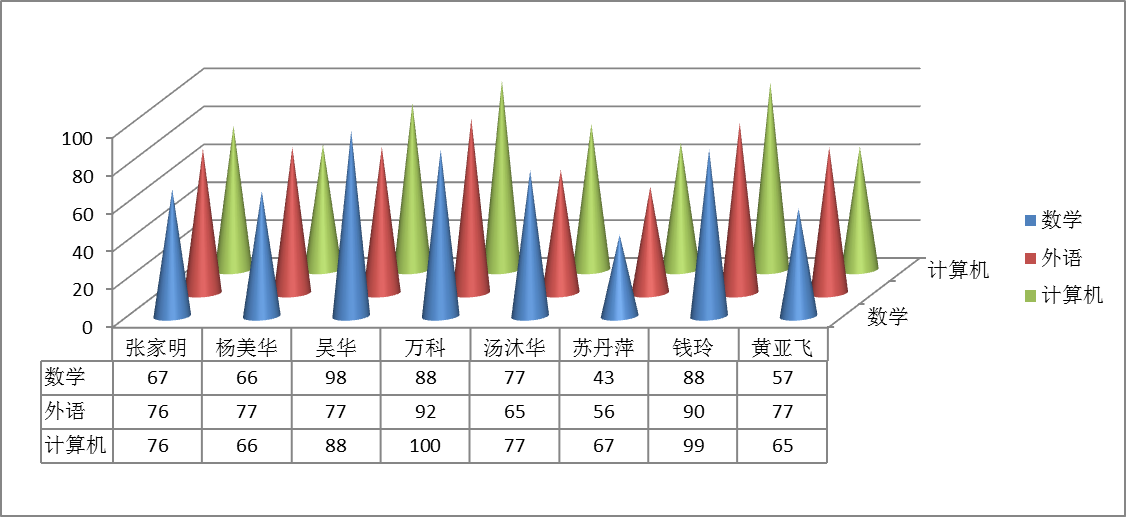 100
80
60
40
20
0
计算机
数学
数学
外语
计算机
张家明 杨美华 吴华 万科 汤沐华 苏丹萍 钱玲 黄亚飞
数学 67 66 98 88 77 43 88 57
外语 76 77 77 92 65 56 90 77
计算机 76 66 88 100 77 67 99 65